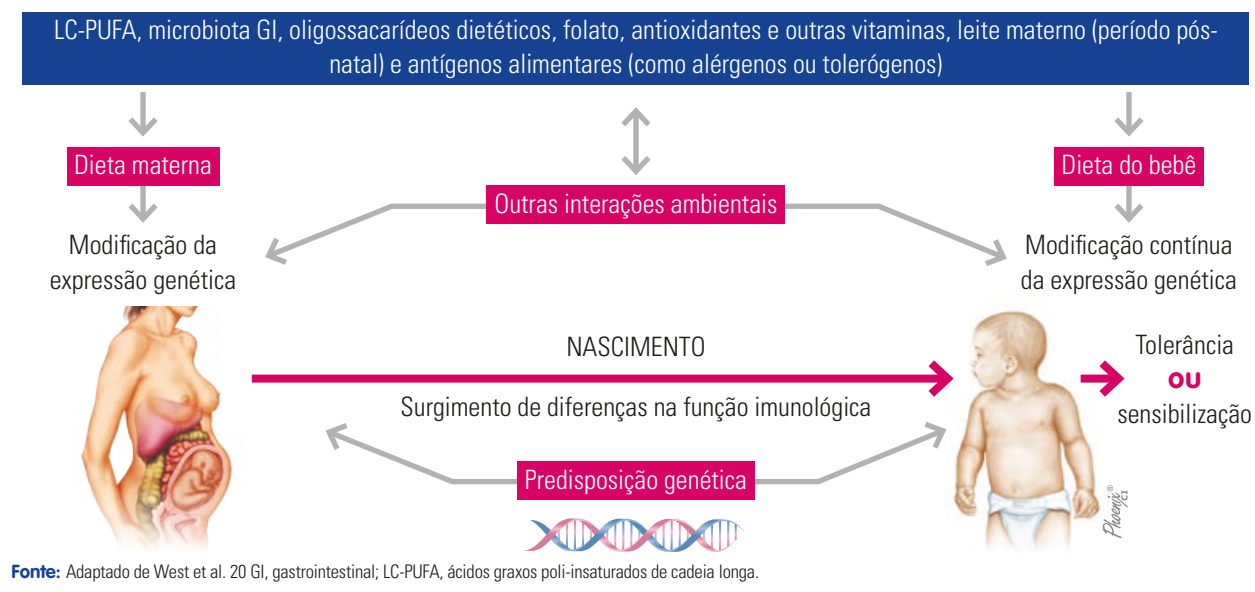 LC-PUFA, microbiota GI, oligossacarídeos dietéticos, folato, antioxidantes e outras vitaminas, leite materno (período pós-
natal) e antígenos alimentares (como alérgenos ou tolerógenos)
Dieta materna
Dieta do bebê
Outras interações ambientais
Modificação da
expressão genética
Modificação contínua
da expressão genética
NASCIMENTO
Surgimento de diferenças na função imunológica
Tolerância
ou
sensibilização
Predisposição genética
Phoenix®
CI
Fonte: Adaptado de West et al. 20 GI, gastrointestinal; LC-PUFA, ácidos graxos poli-insaturados de cadeia longa.